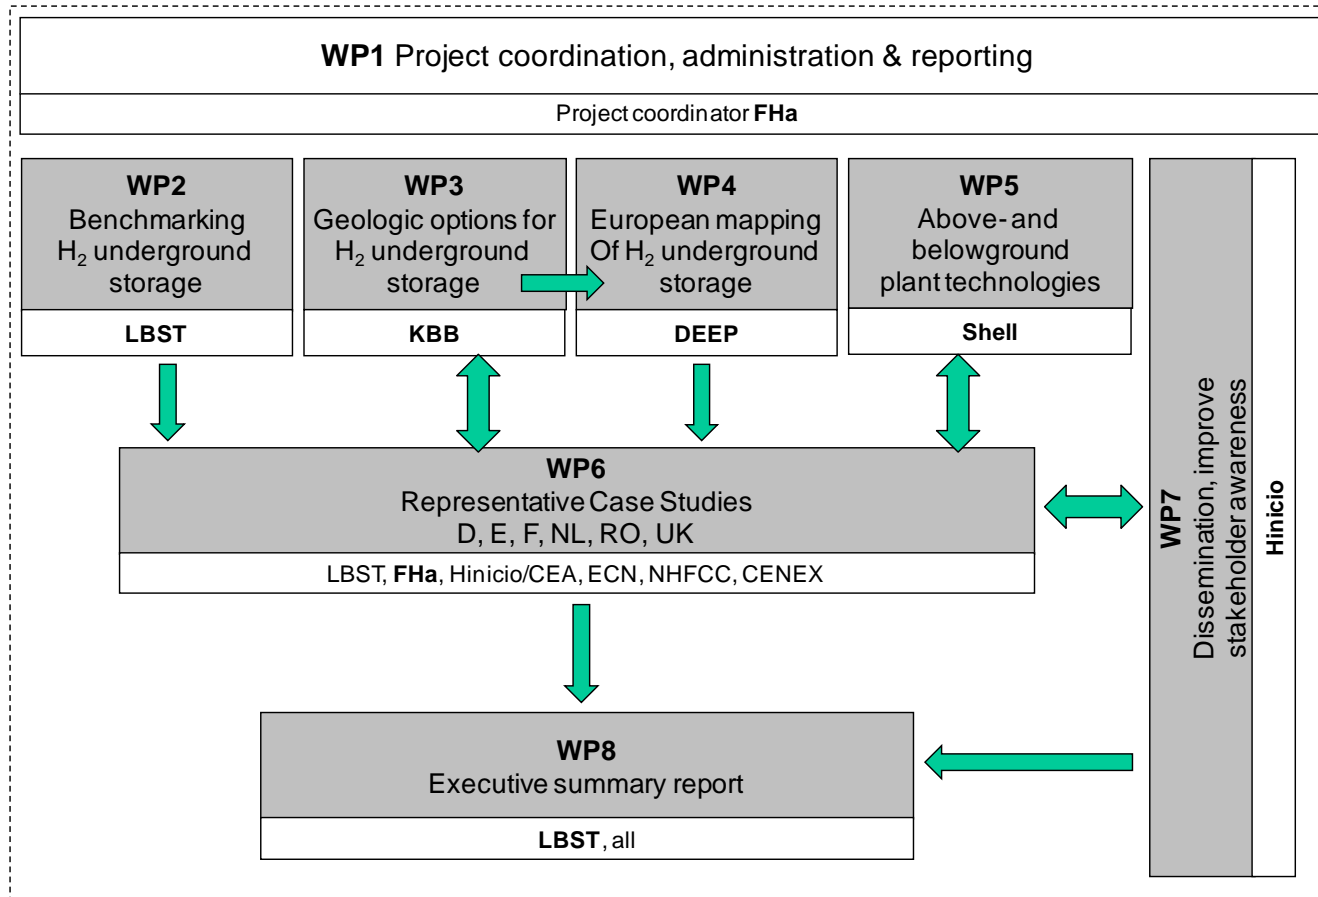 WP1 Project coordination, administration & reporting
Project coordinator FHa
WP2
Benchmarking
H₂ underground
storage
LBST
WP3
Geologic options for
H₂ underground
storage
KBB
WP4
European mapping
Of H₂ underground
storage
DEEP
WP5
Above- and
belowground
plant technologies
Shell
WP6
Representative Case Studies
D, E, F, NL, RO, UK
LBST, FHa, Hinicio/CEA, ECN, NHFCC, CENEX
WP7
Dissemination, improve
stakeholder awareness
Hinicio
WP8
Executive summary report
LBST, all